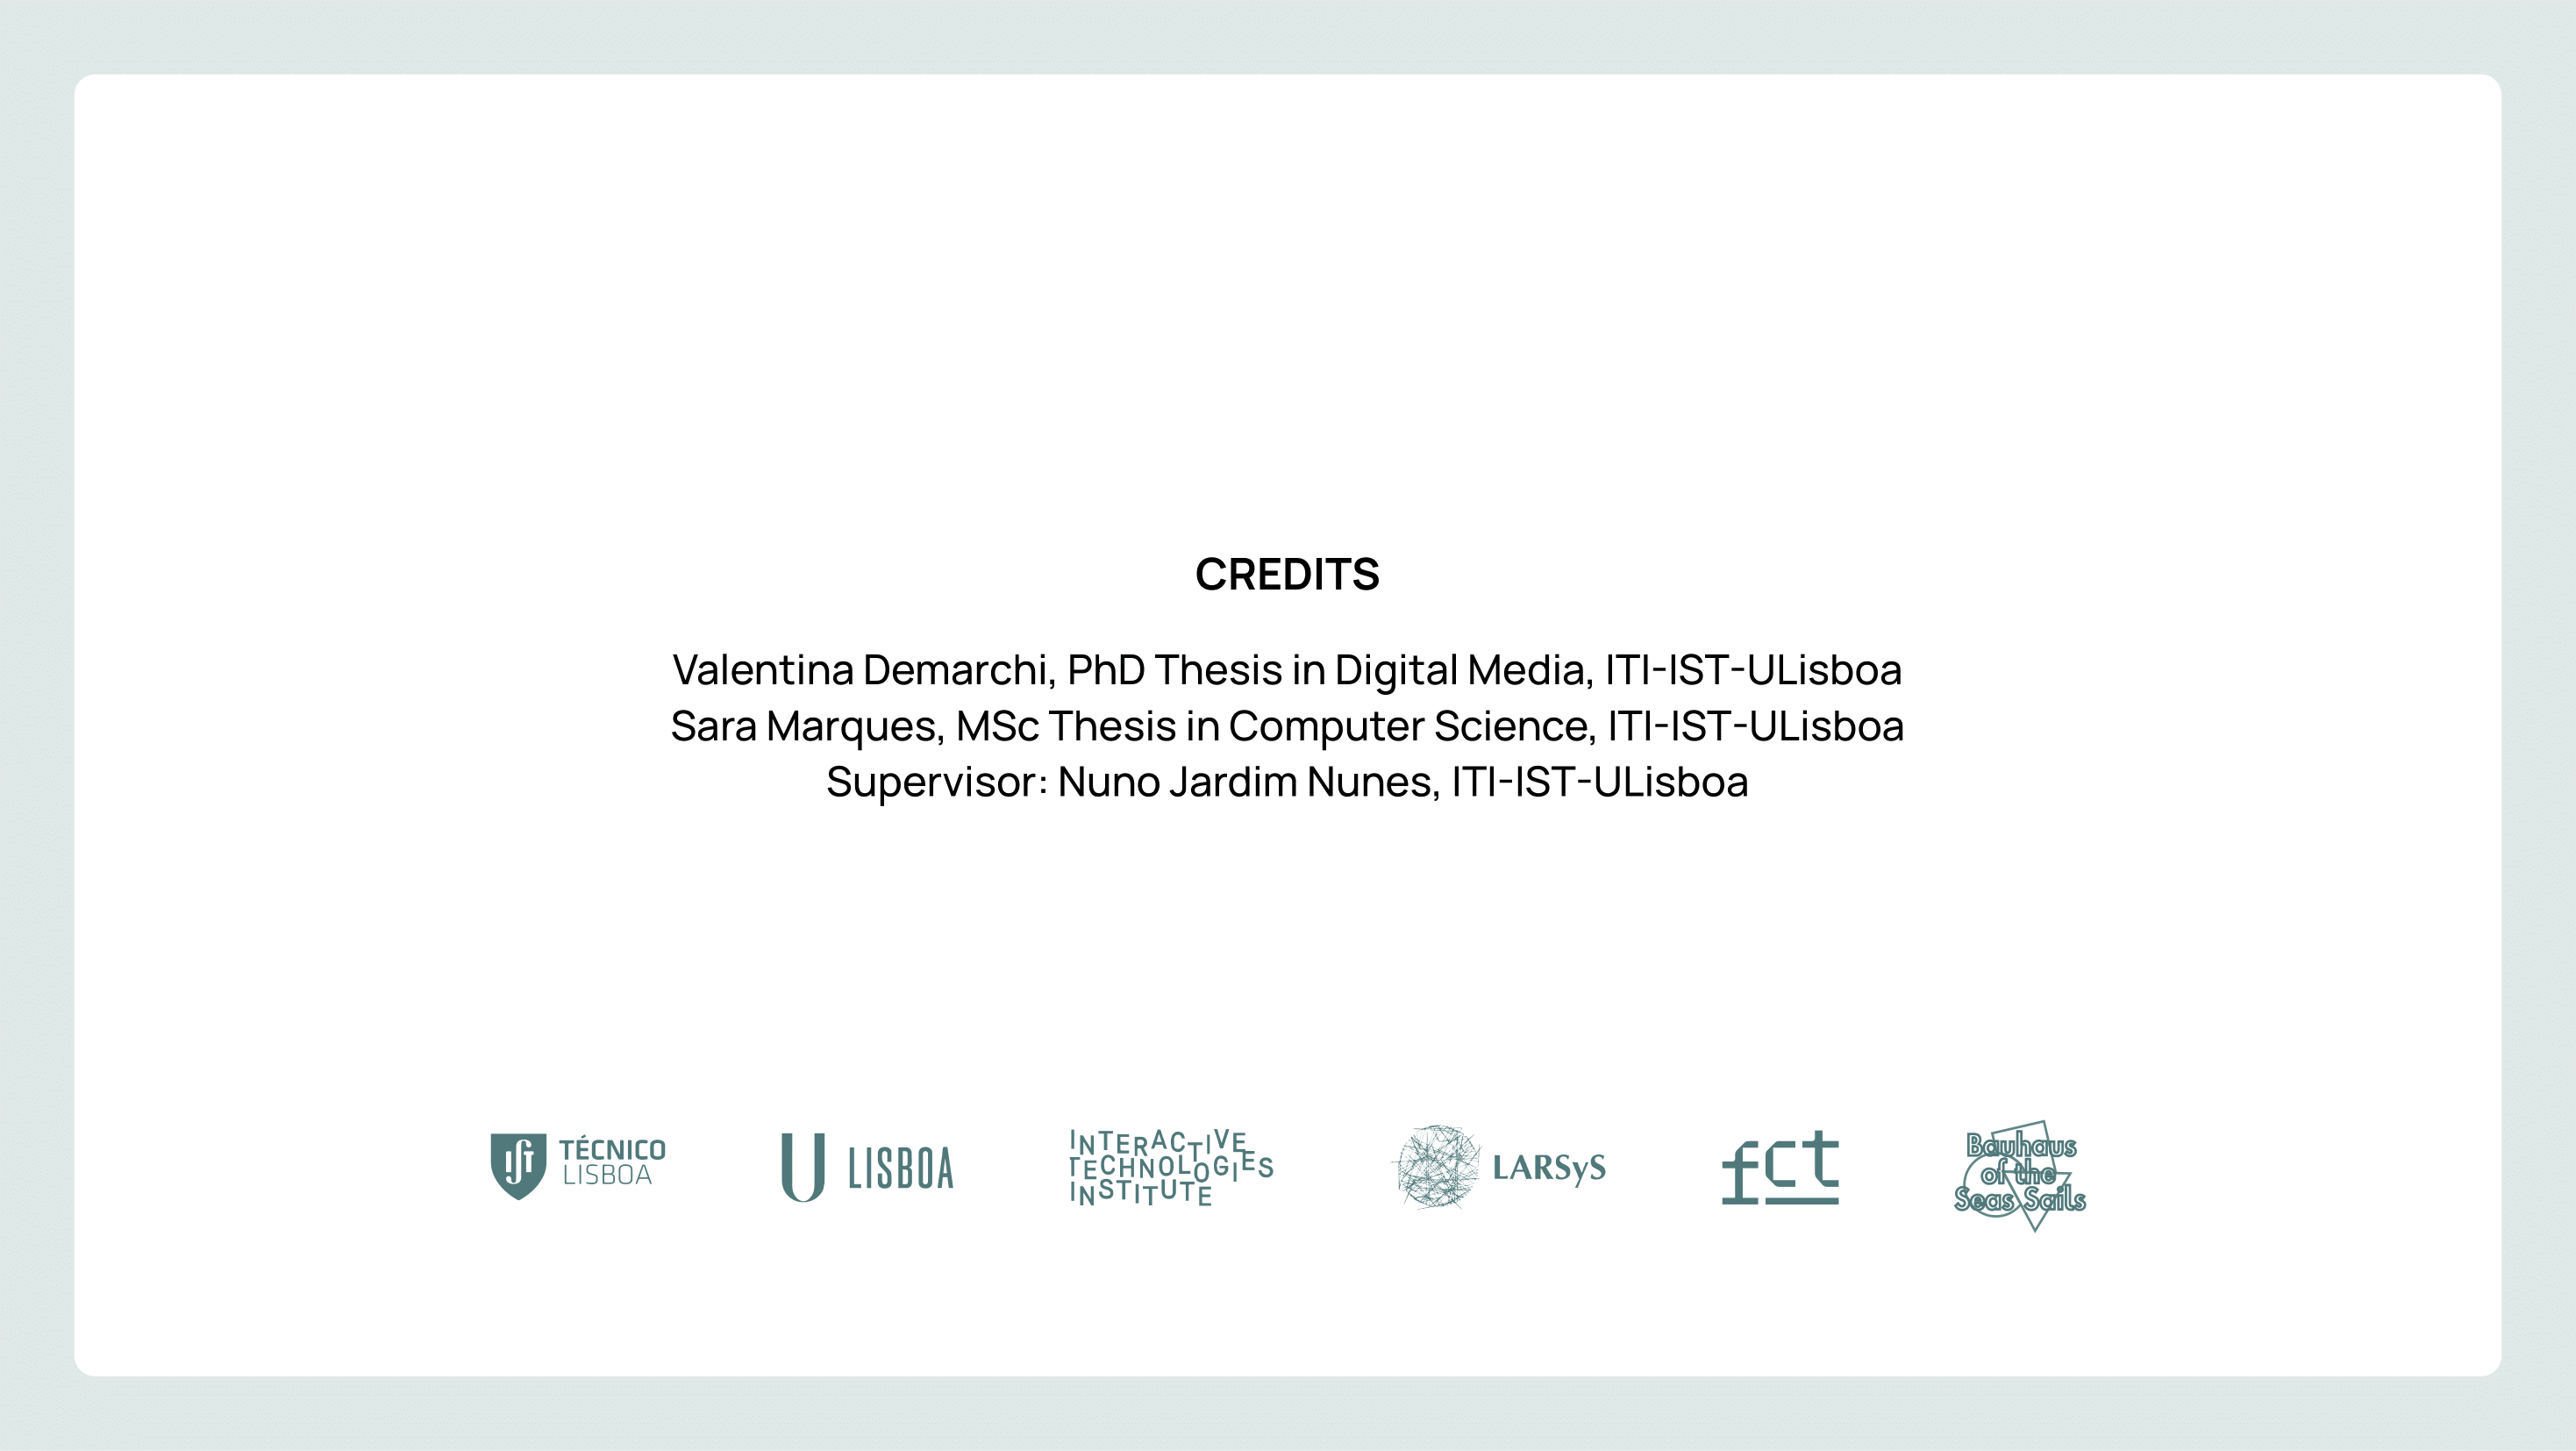 CREDITS
Valentina Demarchi, PhD Thesis in Digital Media, ITI-IST-ULisboa
Sara Marques, MSc Thesis in Computer Science, ITI-IST-ULisboa
Supervisor: Nuno Jardim Nunes, ITI-IST-ULisboa
IST TÉCNICO
LISBOA
U LISBOA
INTERACTIVE
TECHNOLOGIES
INSTITUTE
LARSyS
fct
Bauhaus
of the
Seas Sails